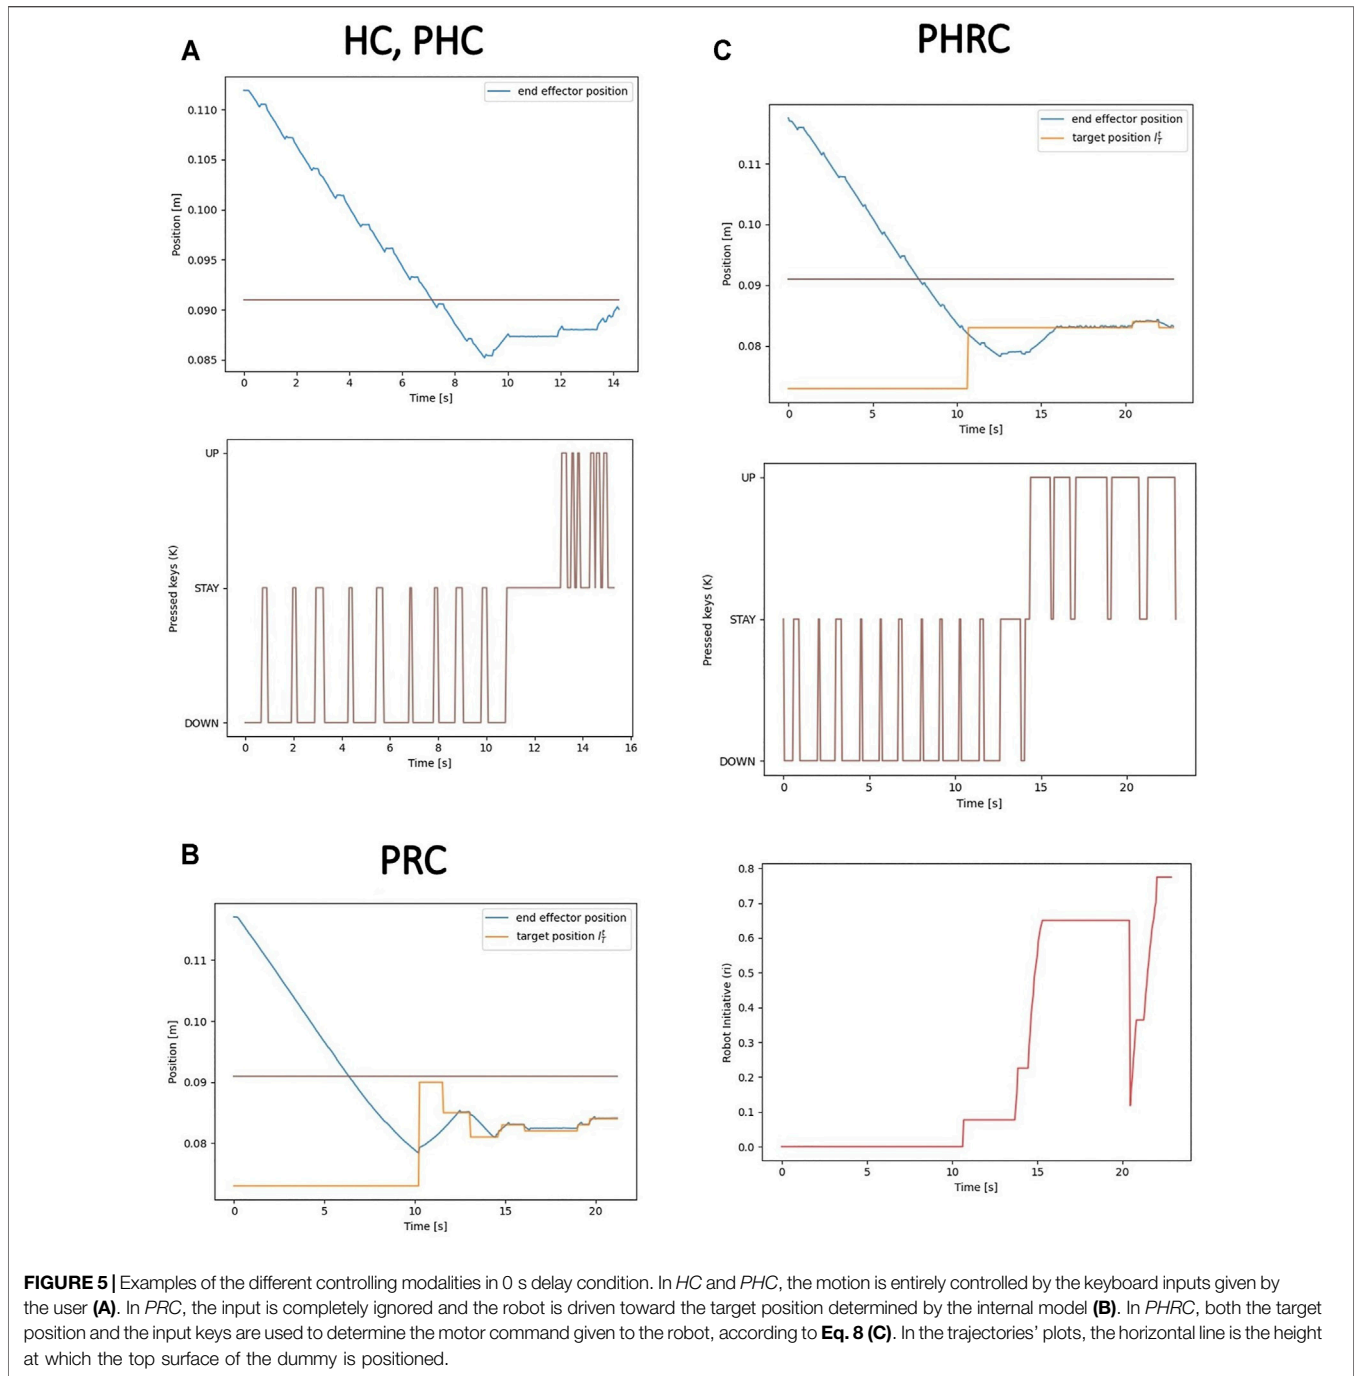 A
HC, PHC
end effector position
0.110
0.105
0.100
0.095
0.090
0.085
Position [m]
0 2 4 6 8 10 12 14
Time [s]
UP
STAY
DOWN
Pressed keys (K)
0 2 4 6 8 10 12 14 16
Time [s]
B
PRC
end effector position
target position l_T^t
0.11
0.10
0.09
0.08
Position [m]
0 5 10 15 20
Time [s]
C
PHRC
end effector position
target position l_T^t
0.11
0.10
0.09
0.08
Position [m]
0 5 10 15 20
Time [s]
UP
STAY
DOWN
Pressed keys (K)
0 5 10 15 20
Time [s]
0.8
0.7
0.6
0.5
0.4
0.3
0.2
0.1
0.0
Robot Initiative (ri)
0 5 10 15 20
Time [s]
FIGURE 5 | Examples of the different controlling modalities in 0 s delay condition. In HC and PHC, the motion is entirely controlled by the keyboard inputs given by
the user (A). In PRC, the input is completely ignored and the robot is driven toward the target position determined by the internal model (B). In PHRC, both the target
position and the input keys are used to determine the motor command given to the robot, according to Eq. 8 (C). In the trajectories' plots, the horizontal line is the height
at which the top surface of the dummy is positioned.